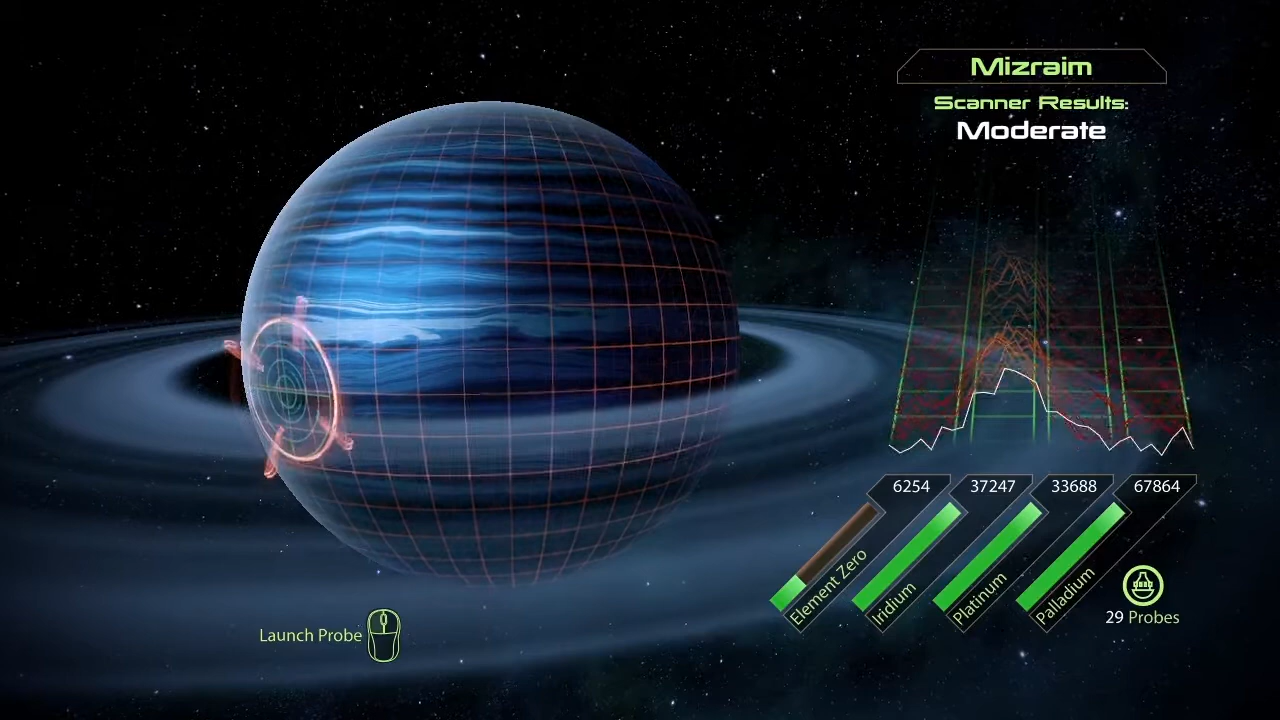 Mizraim
Scanner Results:
Moderate
6254 37247 33688 67864
Element Zero
Iridium
Platinum
Palladium
29 Probes
Launch Probe